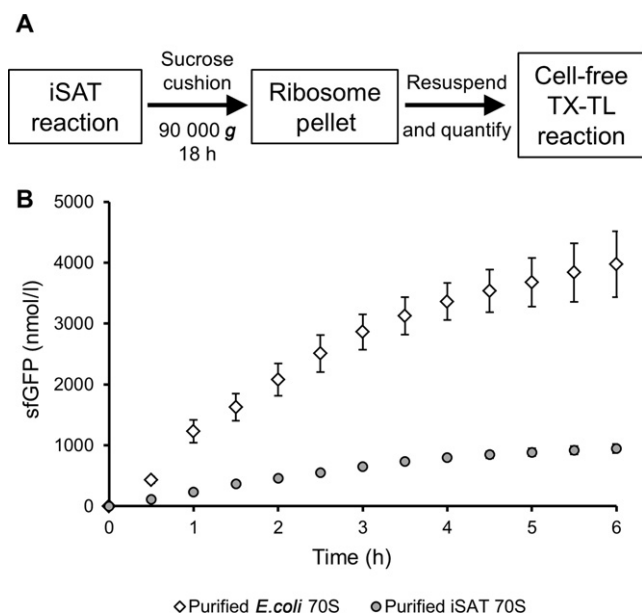 A
iSAT
reaction
Sucrose
cushion
90 000 g
18 h
Ribosome
pellet
Resuspend
and quantify
Cell-free
TX-TL
reaction
B
sfGFP (nmol/l)
5000
4000
3000
2000
1000
0
0 1 2 3 4 5 6
Time (h)
Purified E.coli 70S Purified iSAT 70S